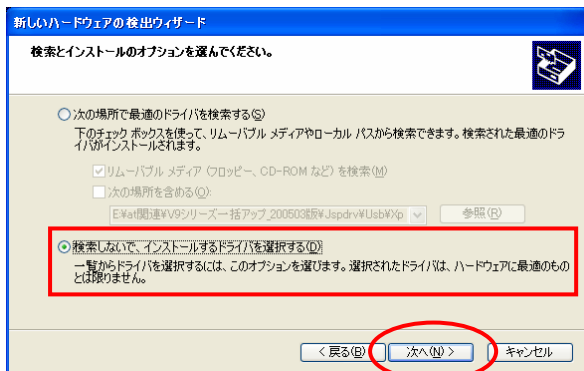 新しいハードウェアの検出ウィザード
検索とインストールのオプションを選んでください。
次の場所で最適のドライバを検索する(S)
下のチェック ボックスを使って、リムーバブル メディアやローカル パスから検索できます。検索された最適のドラ
イバがインストールされます。
リムーバブル メディア (フロッピー、CD-ROM など) を検索(M)
次の場所を含める(O):
E:¥at関連¥V9シリーズ一括アップ_200503版¥Jspdrv¥Usb¥Xp
参照(R)
検索しないで、インストールするドライバを選択する(D)
一覧からドライバを選択するには、このオプションを選びます。選択されたドライバは、ハードウェアに最適のもの
とは限りません。
< 戻る(B)
次へ(N) >
キャンセル